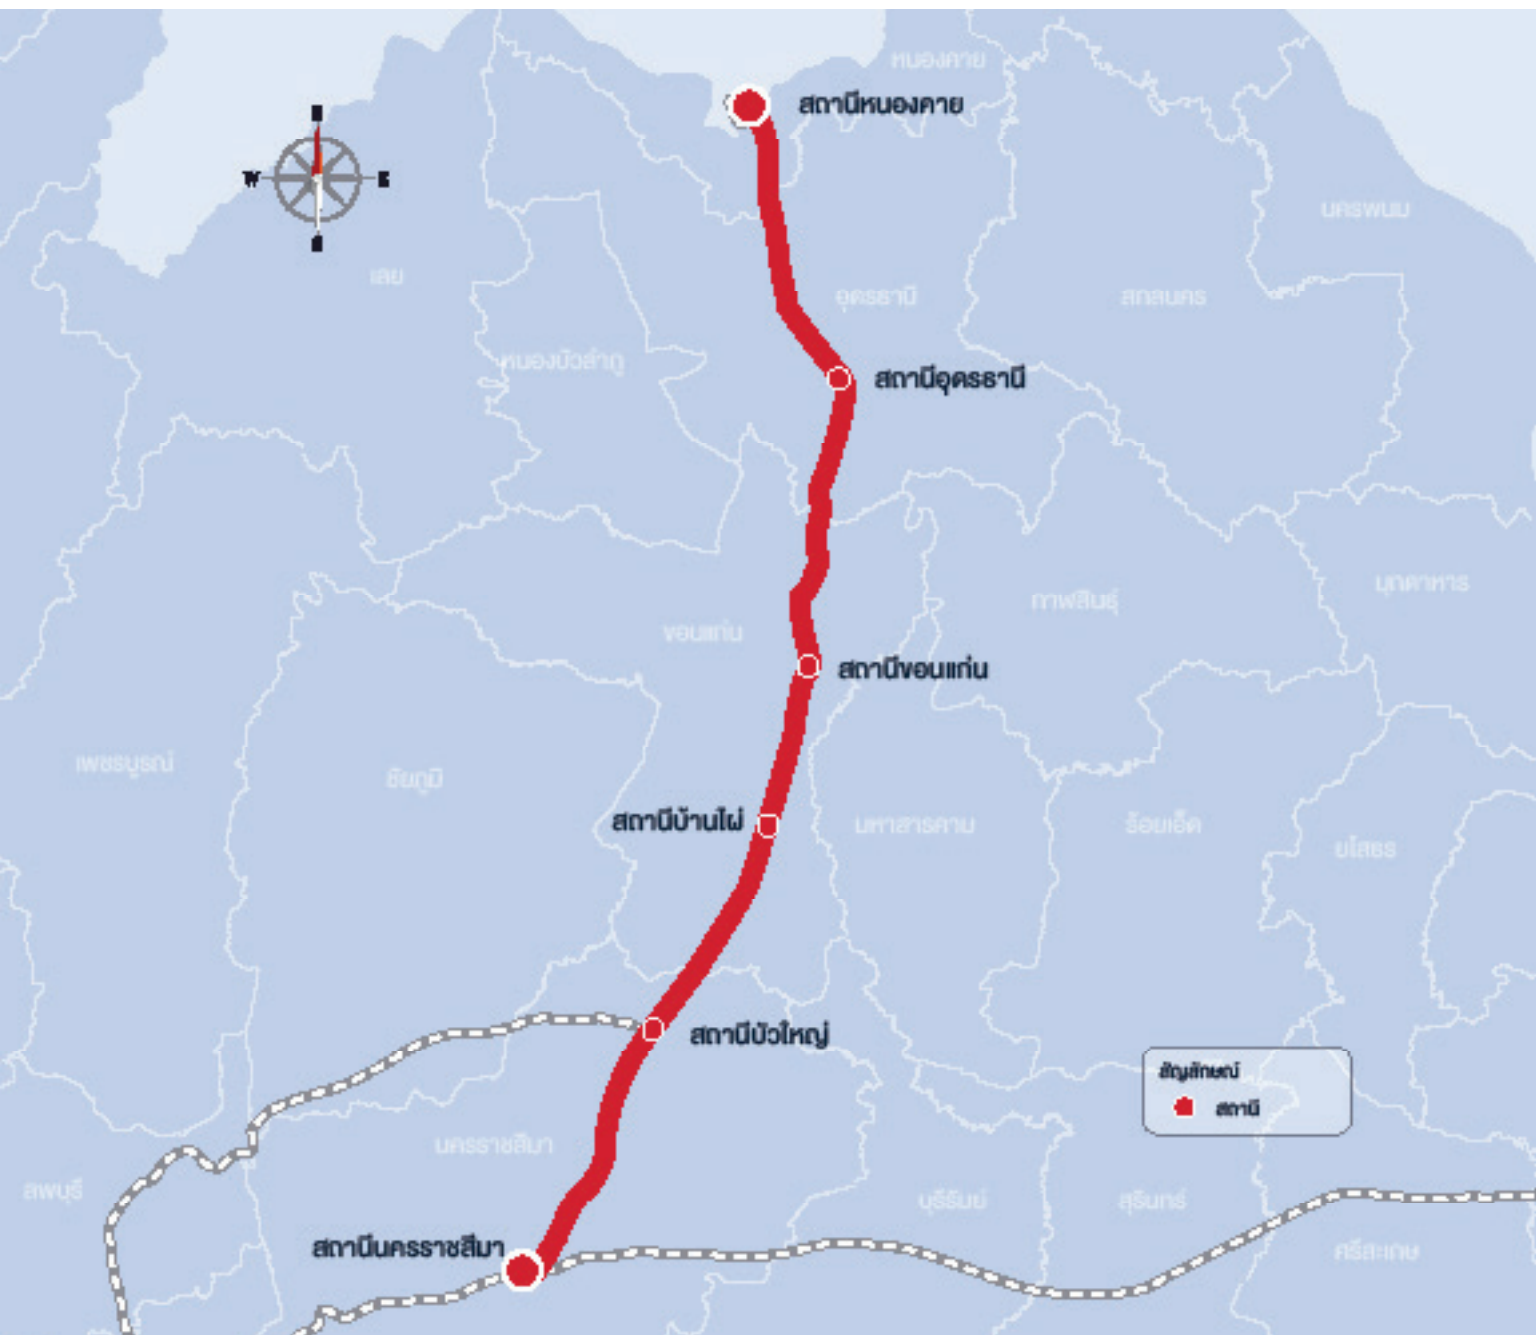 หนองคาย
สถานีหนองคาย
W
E
นครพนม
เลย
อุดรธานี
สกลนคร
หนองบัวลำภู
สถานีอุดรธานี
มุกดาหาร
กาฬสินธุ์
ขอนแก่น
สถานีขอนแก่น
เพชรบูรณ์
ชัยภูมิ
สถานีบ้านไผ่
มหาสารคาม
ร้อยเอ็ด
ยโสธร
สถานีบัวใหญ่
สัญลักษณ์
สถานี
นครราชสีมา
ลพบุรี
บุรีรัมย์
สุรินทร์
สถานีนครราชสีมา
ศรีสะเกษ